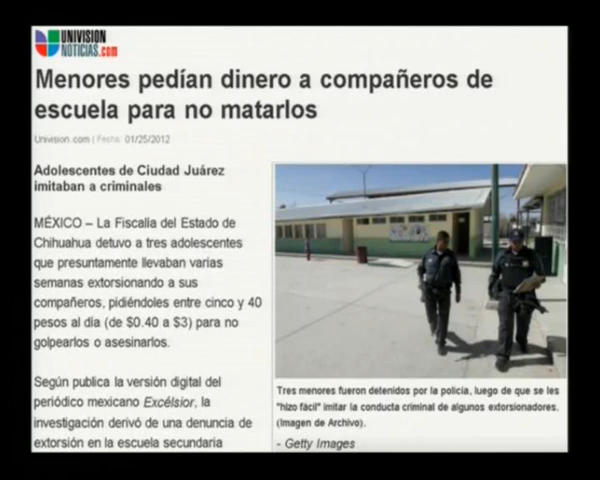 UNIVISION
NOTICIAS.com
Menores pedían dinero a compañeros de
escuela para no matarlos
Univision.com | Fecha: 01/25/2012
Adolescentes de Ciudad Juárez
imitaban a criminales
MÉXICO – La Fiscalía del Estado de
Chihuahua detuvo a tres adolescentes
que presuntamente llevaban varias
semanas extorsionando a sus
compañeros, pidiéndoles entre cinco y 40
pesos al día (de $0.40 a $3) para no
golpearlos o asesinarlos.
Según publica la versión digital del
periódico mexicano Excélsior, la
investigación derivó de una denuncia de
extorsión en la escuela secundaria
Tres menores fueron detenidos por la policía, luego de que se les
"hizo fácil" imitar la conducta criminal de algunos extorsionadores.
(Imagen de Archivo).
- Getty Images